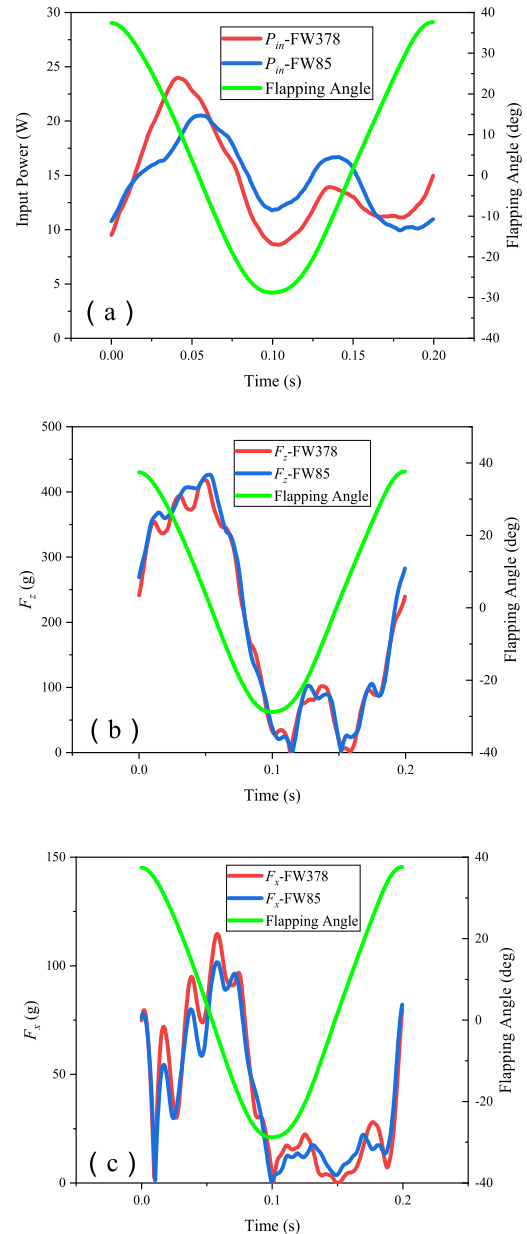 30
25
20
15
10
5
0
Input Power (W)
P_in-FW378
P_in-FW85
Flapping Angle
40
30
20
10
0
-10
-20
-30
-40
Flapping Angle (deg)
( a )
0.00
0.05
0.10
0.15
0.20
Time (s)
500
400
300
200
100
0
F_z (g)
F_z-FW378
F_z-FW85
Flapping Angle
40
20
0
-20
-40
Flapping Angle (deg)
( b )
0.0
0.1
0.2
Time (s)
150
100
50
0
F_x (g)
F_x-FW378
F_x-FW85
Flapping Angle
40
20
0
-20
-40
Flapping Angle (deg)
( c )
0.0
0.1
0.2
Time (s)